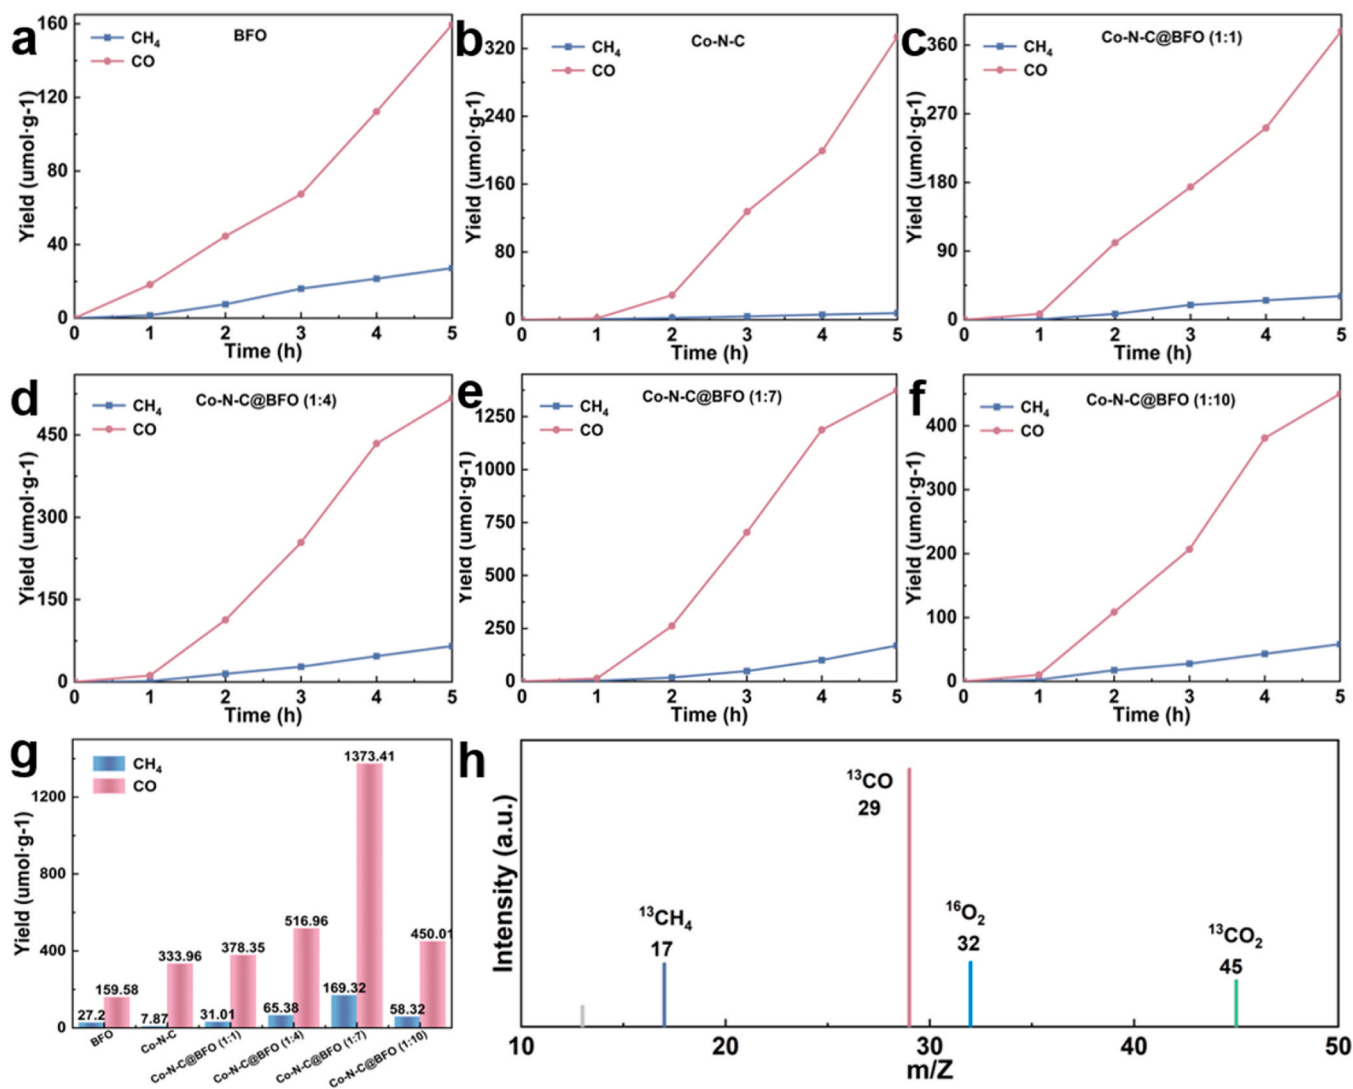 a
BFO
CH4
CO
160
120
80
40
0
Yield (umol·g-1)
0 1 2 3 4 5
Time (h)
b
Co-N-C
CH4
CO
320
240
160
80
0
Yield (umol·g-1)
0 1 2 3 4 5
Time (h)
c
Co-N-C@BFO (1:1)
CH4
CO
360
270
180
90
0
Yield (umol·g-1)
0 1 2 3 4 5
Time (h)
d
Co-N-C@BFO (1:4)
CH4
CO
450
300
150
0
Yield (umol·g-1)
0 1 2 3 4 5
Time (h)
e
Co-N-C@BFO (1:7)
CH4
CO
1250
1000
750
500
250
0
Yield (umol·g-1)
0 1 2 3 4 5
Time (h)
f
Co-N-C@BFO (1:10)
CH4
CO
400
300
200
100
0
Yield (umol·g-1)
0 1 2 3 4 5
Time (h)
g
CH4
CO
1200
800
400
0
Yield (umol·g-1)
27.2 159.58
7.87 333.96
31.01 378.35
65.38 516.96
169.32 1373.41
58.32 450.01
BFO
Co-N-C
Co-N-C@BFO (1:1)
Co-N-C@BFO (1:4)
Co-N-C@BFO (1:7)
Co-N-C@BFO (1:10)
h
Intensity (a.u.)
13CH4
17
13CO
29
16O2
32
13CO2
45
10 20 30 40 50
m/Z